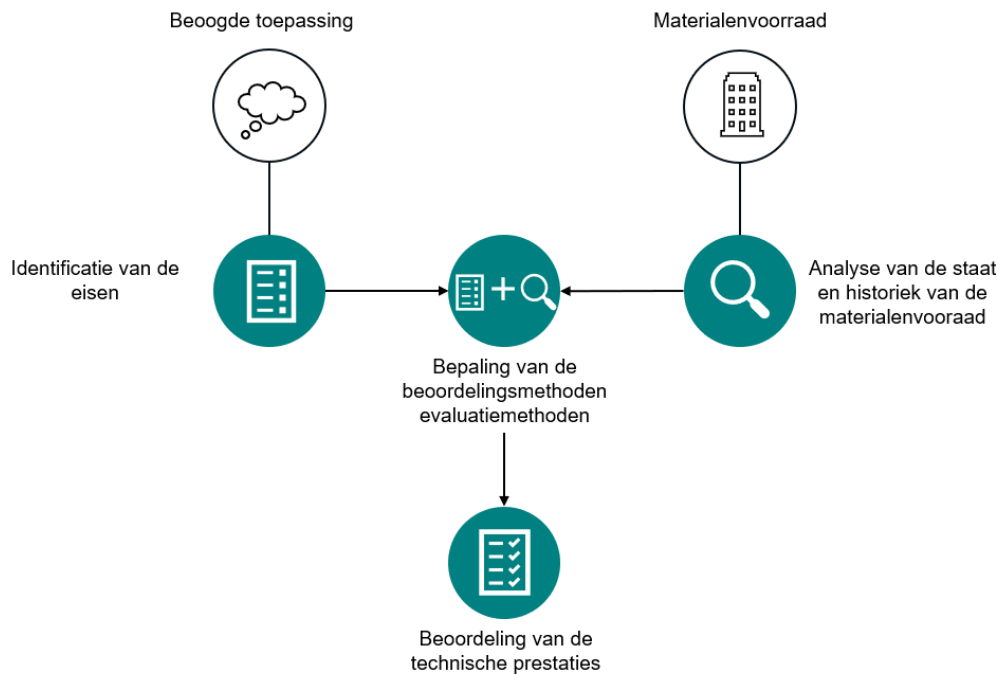 Beoogde toepassing
Materialenvoorraad
Identificatie van de
eisen
Analyse van de staat
en historiek van de
materialenvooraad
Bepaling van de
beoordelingsmethoden
evaluatiemethoden
Beoordeling van de
technische prestaties